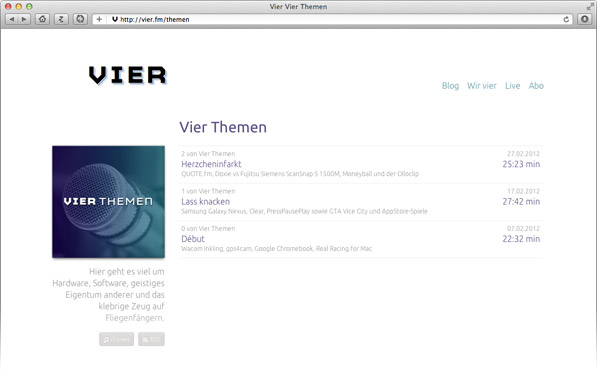 Vier Vier Themen
http://vier.fm/themen
VIER
Blog Wir vier Live Abo
Vier Themen
2 von Vier Themen 27.02.2012
Herzcheninfarkt 25:23 min
QUOTE.fm, Doxie vs Fujitsu Siemens ScanSnap S 1500M, Moneyball und der Olloclip
1 von Vier Themen 17.02.2012
Lass knacken 27:42 min
Samsung Galaxy Nexus, Clear, PressPausePlay sowie GTA Vice City und AppStore-Spiele
0 von Vier Themen 07.02.2012
Début 22:32 min
Wacom Inkling, gps4cam, Google Chromebook, Real Racing for Mac
VIER THEMEN
Hier geht es viel um
Hardware, Software, geistiges
Eigentum anderer und das
klebrige Zeug auf
Fliegenfängern.